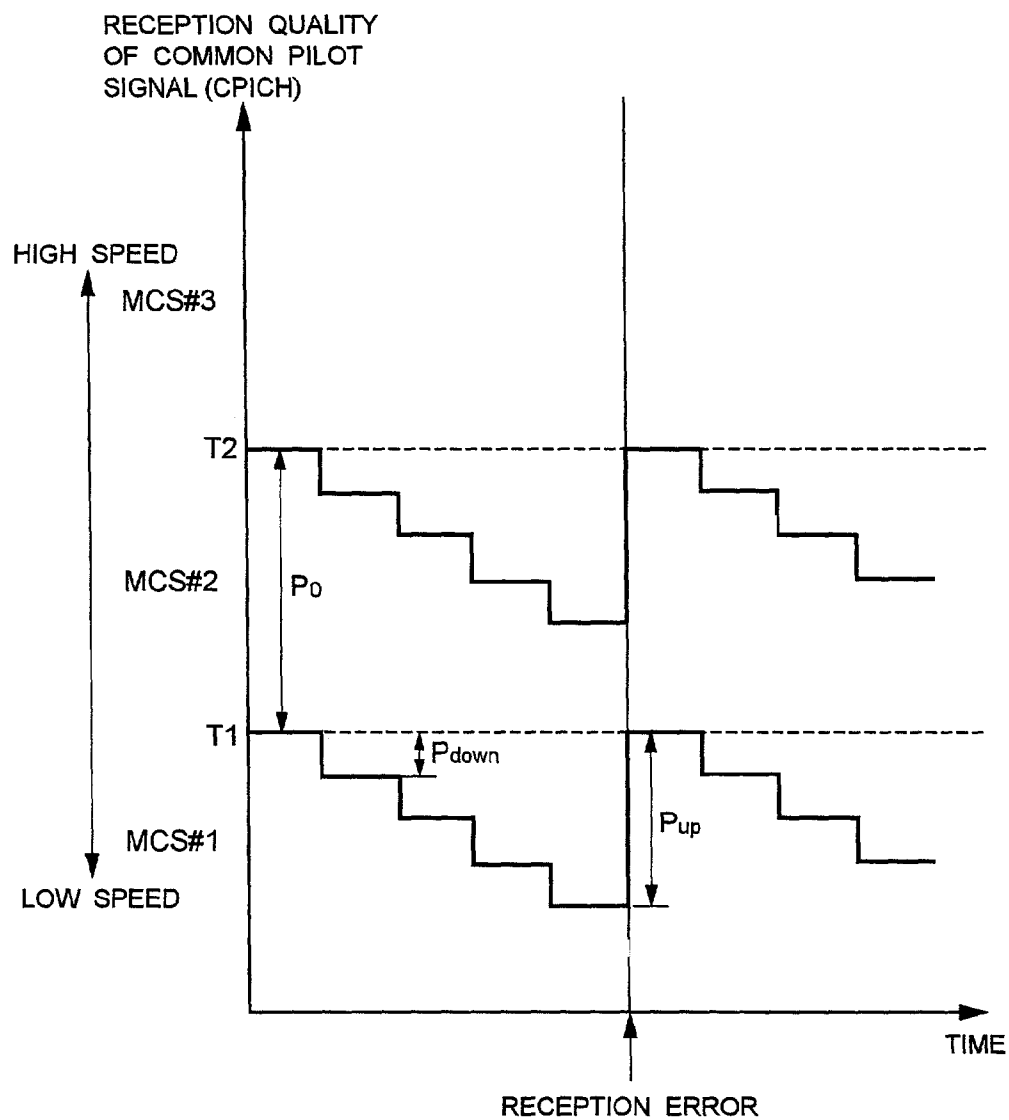 RECEPTION QUALITY
OF COMMON PILOT
SIGNAL (CPICH)
HIGH SPEED
MCS#3
T2
MCS#2
P0
T1
Pdown
MCS#1
Pup
LOW SPEED
TIME
RECEPTION ERROR